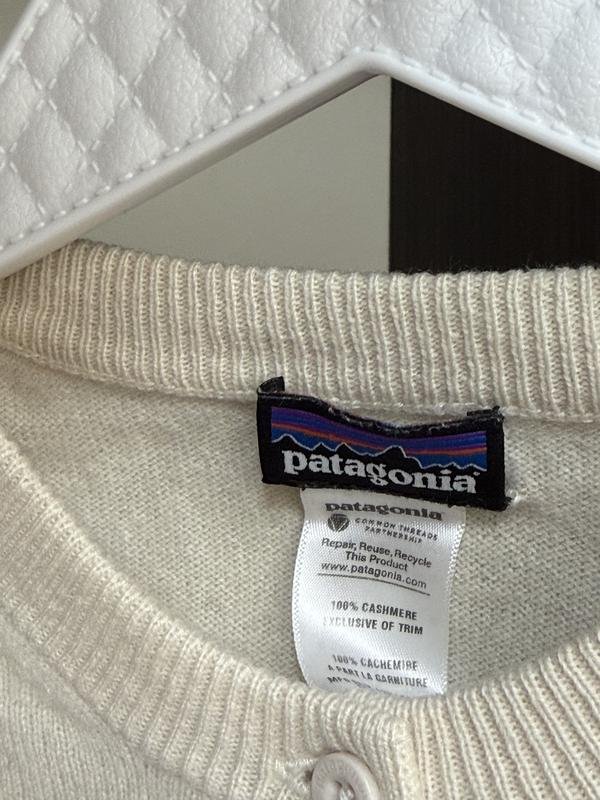 patagonia
patagonia
COMMON THREADS
PARTNERSHIP
Repair, Reuse, Recycle
This Product
www.patagonia.com
100% CASHMERE
EXCLUSIVE OF TRIM
100% CACHEMIRE
A PART LA GARNITURE